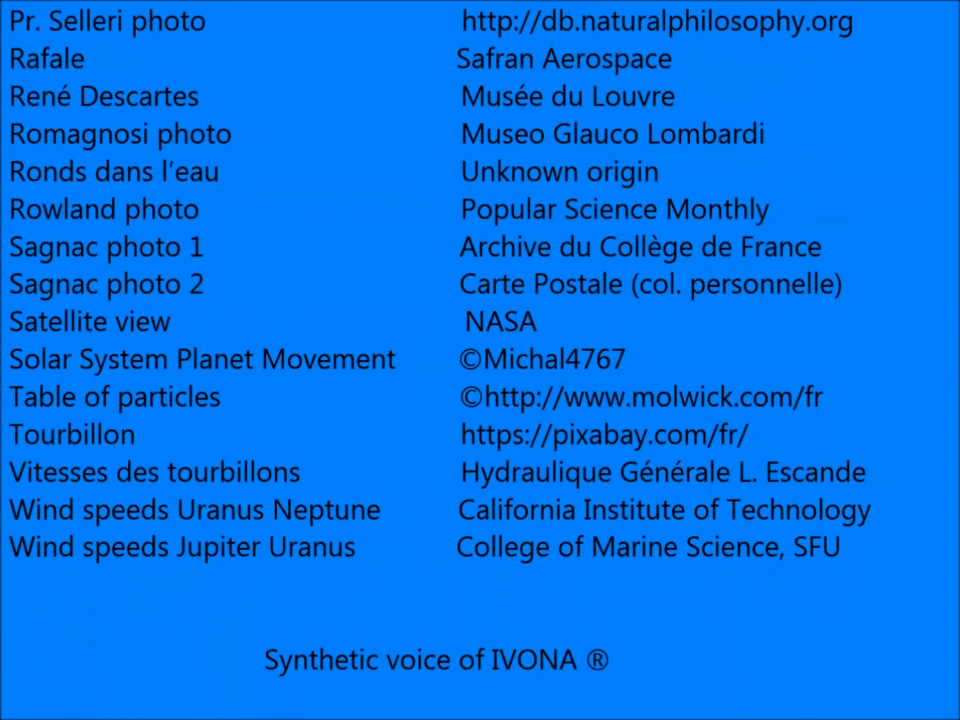 Pr. Selleri photo http://db.naturalphilosophy.org
Rafale Safran Aerospace
René Descartes Musée du Louvre
Romagnosi photo Museo Glauco Lombardi
Ronds dans l'eau Unknown origin
Rowland photo Popular Science Monthly
Sagnac photo 1 Archive du Collège de France
Sagnac photo 2 Carte Postale (col. personnelle)
Satellite view NASA
Solar System Planet Movement ©Michal4767
Table of particles ©http://www.molwick.com/fr
Tourbillon https://pixabay.com/fr/
Vitesses des tourbillons Hydraulique Générale L. Escande
Wind speeds Uranus Neptune California Institute of Technology
Wind speeds Jupiter Uranus College of Marine Science, SFU
Synthetic voice of IVONA ®